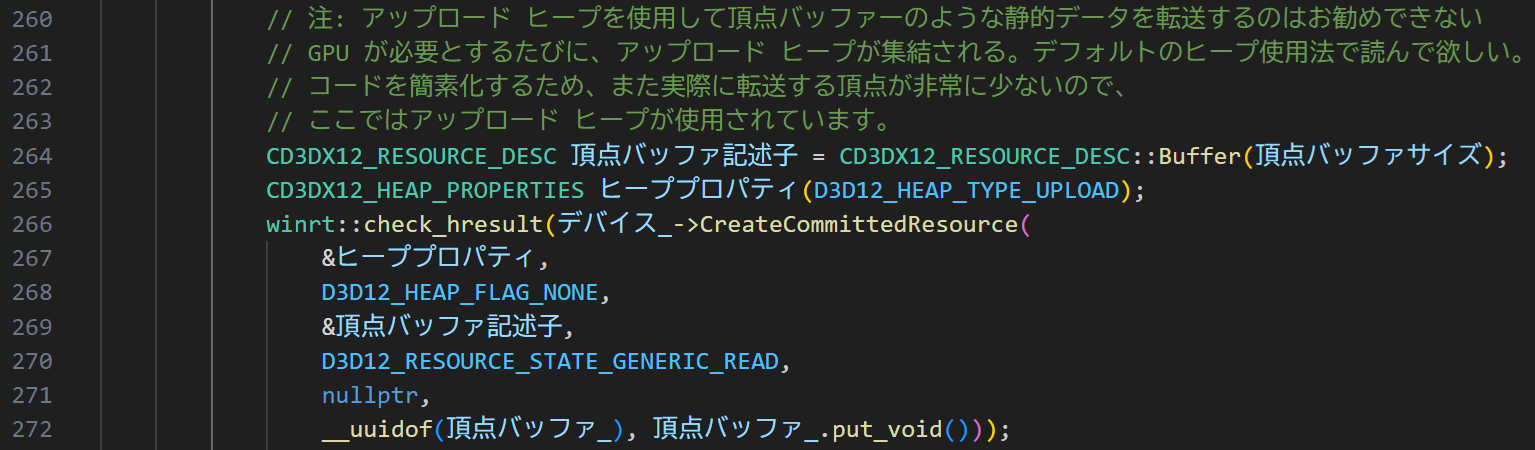 260 // 注: アップロード ヒープを使用して頂点バッファーのような静的データを転送するのはお勧めできない
261 // GPU が必要とするたびに、アップロード ヒープが集結される。デフォルトのヒープ使用法で読んで欲しい。
262 // コードを簡素化するため、また実際に転送する頂点が非常に少ないので、
263 // ここではアップロード ヒープが使用されています。
264 CD3DX12_RESOURCE_DESC 頂点バッファ記述子 = CD3DX12_RESOURCE_DESC::Buffer(頂点バッファサイズ);
265 CD3DX12_HEAP_PROPERTIES ヒーププロパティ(D3D12_HEAP_TYPE_UPLOAD);
266 winrt::check_hresult(デバイス_->CreateCommittedResource(
267 &ヒーププロパティ,
268 D3D12_HEAP_FLAG_NONE,
269 &頂点バッファ記述子,
270 D3D12_RESOURCE_STATE_GENERIC_READ,
271 nullptr,
272 __uuidof(頂点バッファ_), 頂点バッファ_.put_void()));